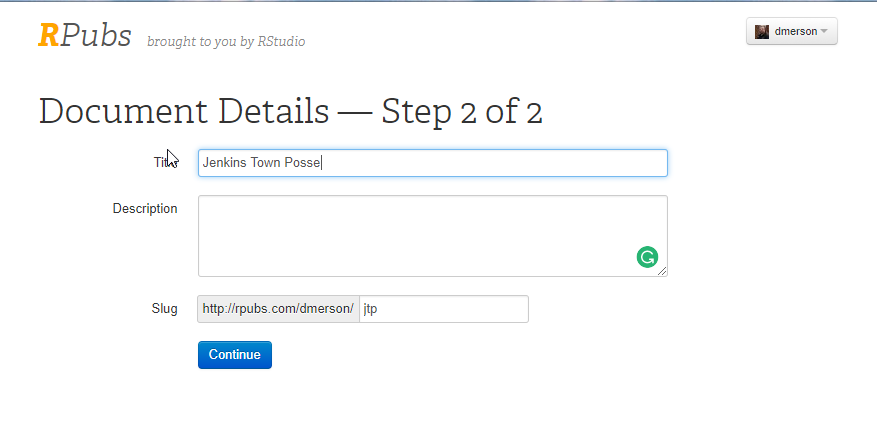 RPubs brought to you by RStudio
dmerson
Document Details — Step 2 of 2
Jenkins Town Posse
Description
Slug http://rpubs.com/dmerson/ jtp
Continue